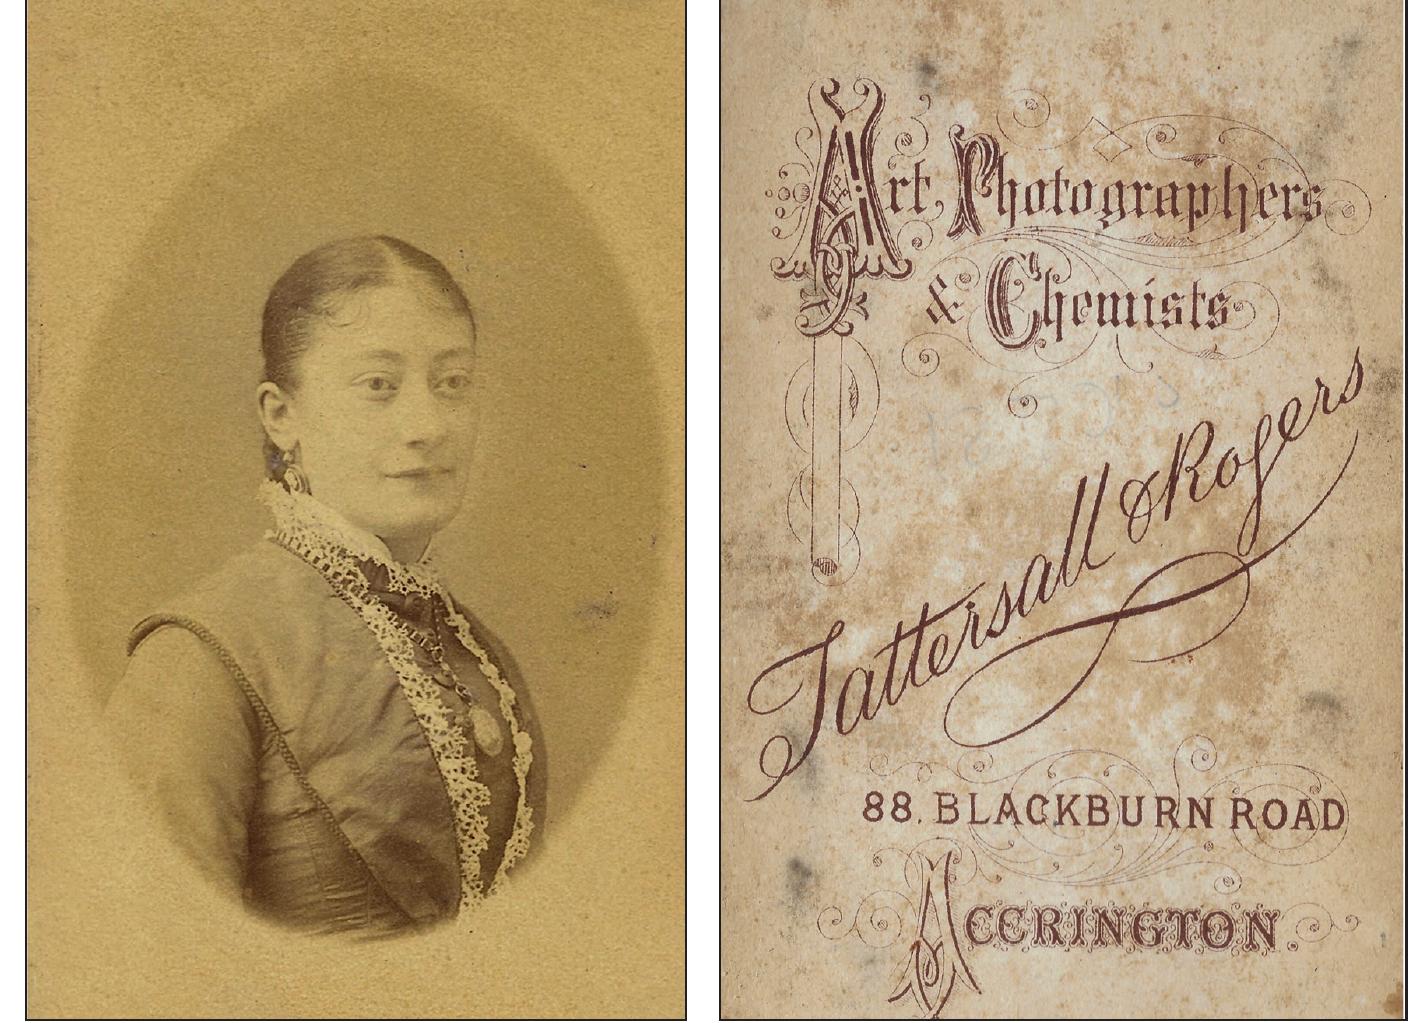 Art Photographers
& Chemists
Tattersall & Rogers
88. BLACKBURN ROAD
ACCRINGTON.